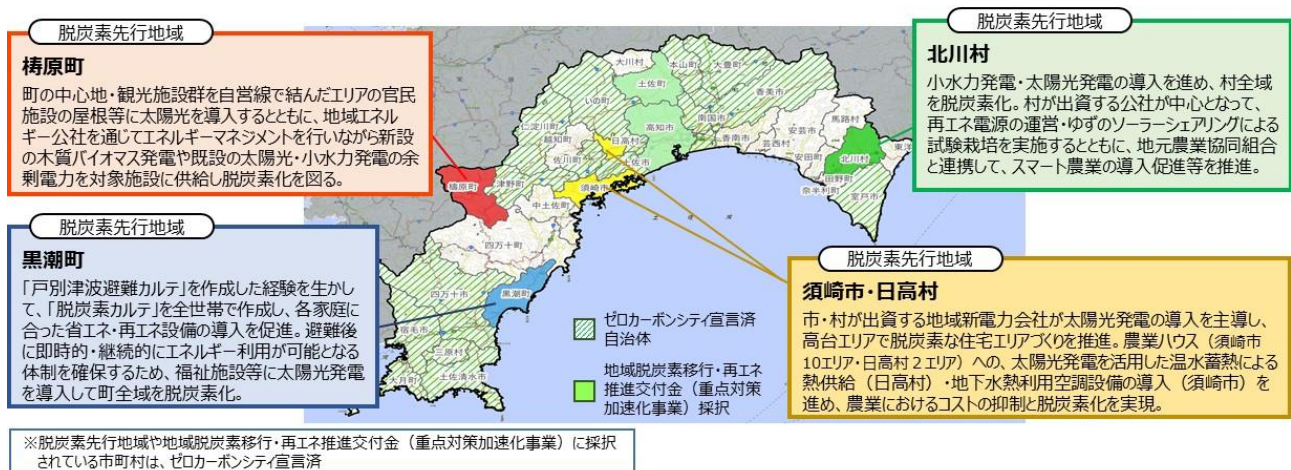 脱炭素先行地域
梼原町
町の中心地・観光施設群を自営線で結んだエリアの官民
施設の屋根等に太陽光を導入するとともに、地域エネル
ギー公社を通じてエネルギーマネジメントを行いながら新設
の木質バイオマス発電や既設の太陽光・小水力発電の余
剰電力を対象施設に供給し脱炭素化を図る。
脱炭素先行地域
北川村
小水力発電・太陽光発電の導入を進め、村全域
を脱炭素化。村が出資する公社が中心となって、
再エネ電源の運営・ゆずのソーラーシェアリングによる
試験栽培を実施するとともに、地元農業協同組合
と連携して、スマート農業の導入促進等を推進。
脱炭素先行地域
黒潮町
「戸別津波避難カルテ」を作成した経験を生かし
て、「脱炭素カルテ」を全世帯で作成し、各家庭に
合った省エネ・再エネ設備の導入を促進。避難後
に即時的・継続的にエネルギー利用が可能となる
体制を確保するため、福祉施設等に太陽光発電
を導入して町全域を脱炭素化。
脱炭素先行地域
須崎市・日高村
市・村が出資する地域新電力会社が太陽光発電の導入を主導し、
高台エリアで脱炭素な住宅エリアづくりを推進。農業ハウス（須崎市
10エリア・日高村２エリア）への、太陽光発電を活用した温水蓄熱による
熱供給（日高村）・地下水熱利用空調設備の導入（須崎市）を
進め、農業におけるコストの抑制と脱炭素化を実現。
大川村
本山町
大豊町
土佐町
いの町
香美市
南国市
高知市
香南市
仁淀川町
日高村
越知町
佐川町
土佐市
安芸市
芸西村
馬路村
安田町
北川村
東洋
田野町
奈半利町
室戸市
梼原町
津野町
須崎市
中土佐町
四万十町
四万十市
黒潮町
宿毛市
三原村
大月町
土佐清水市
ゼロカーボンシティ宣言済
自治体
地域脱炭素移行・再エネ
推進交付金（重点対策
加速化事業）採択
※脱炭素先行地域や地域脱炭素移行・再エネ推進交付金（重点対策加速化事業）に採択
されている市町村は、ゼロカーボンシティ宣言済